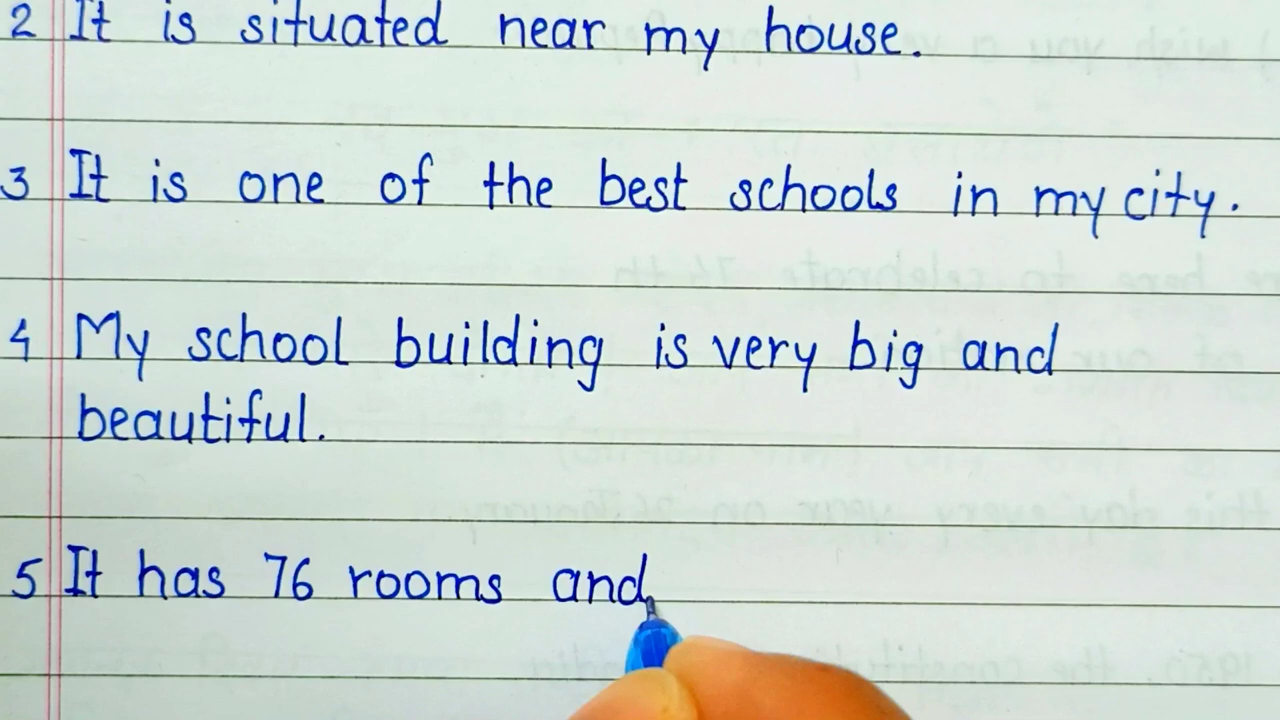 2 It is situated near my house.
3 It is one of the best schools in my city.
4 My school building is very big and
beautiful.
5 It has 76 rooms and